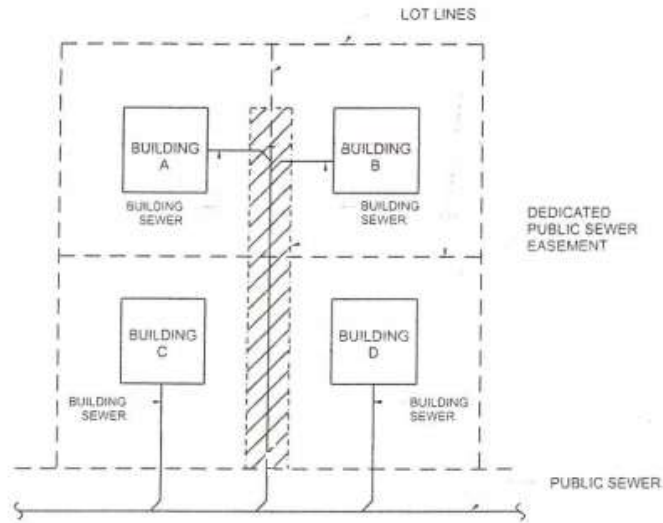 LOT LINES
BUILDING
A
BUILDING
B
BUILDING
SEWER
BUILDING
SEWER
DEDICATED
PUBLIC SEWER
EASEMENT
BUILDING
C
BUILDING
D
BUILDING
SEWER
BUILDING
SEWER
PUBLIC SEWER